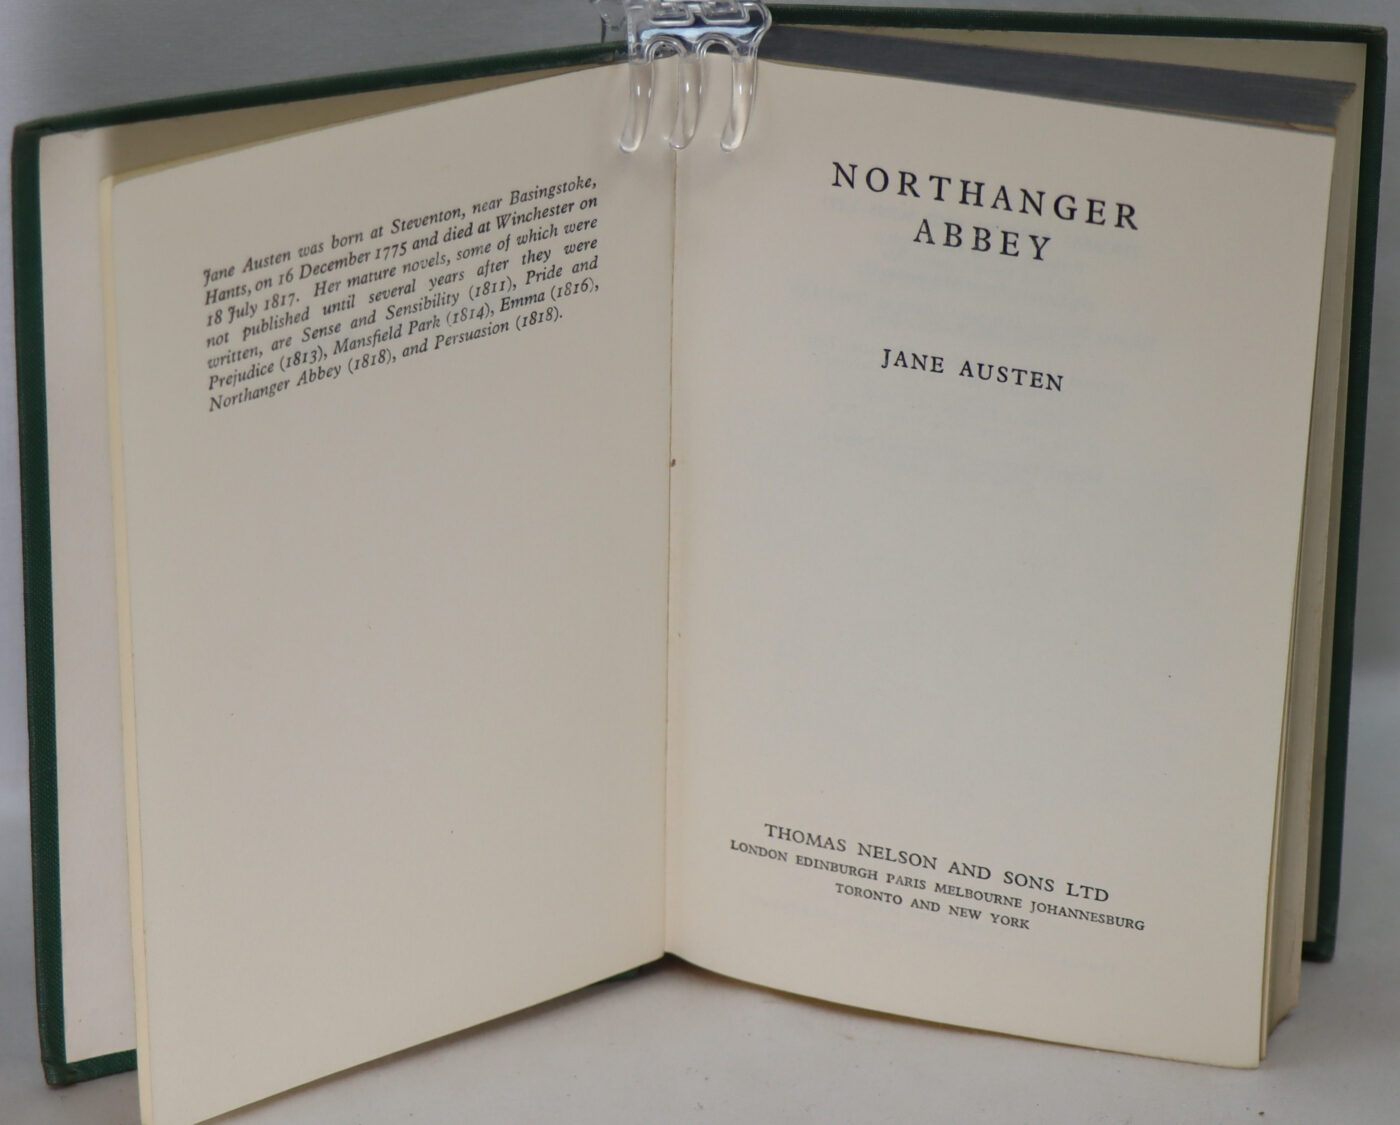 Jane Austen was born at Steventon, near Basingstoke,
Hants, on 16 December 1775 and died at Winchester on
18 July 1817. Her mature novels, some of which were
not published until several years after they were
written, are Sense and Sensibility (1811), Pride and
Prejudice (1813), Mansfield Park (1814), Emma (1816),
Northanger Abbey (1818), and Persuasion (1818).
NORTHANGER
ABBEY
JANE AUSTEN
THOMAS NELSON AND SONS LTD
LONDON EDINBURGH PARIS MELBOURNE JOHANNESBURG
TORONTO AND NEW YORK